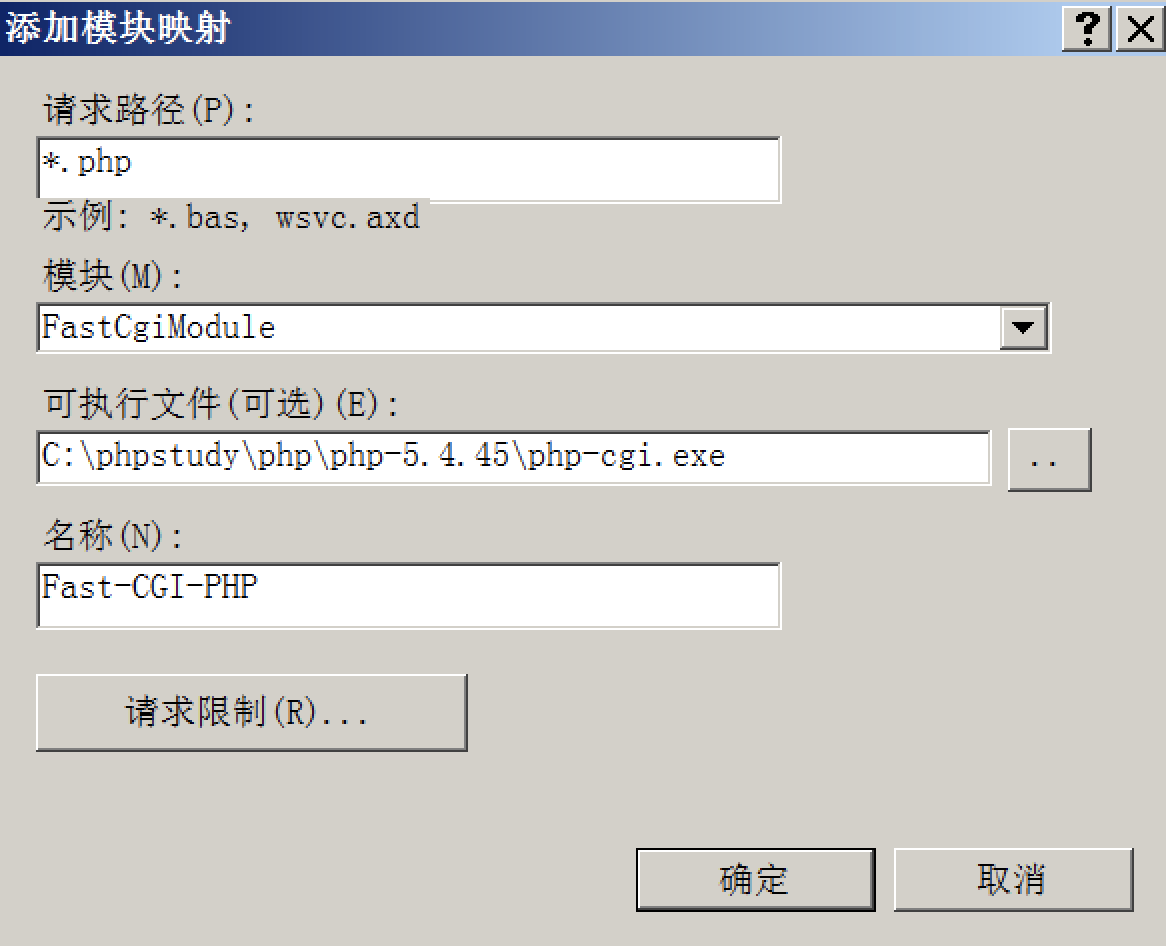 添加模块映射
请求路径(P):
*.php
示例: *.bas, wsvc.axd
模块(M):
FastCgiModule
可执行文件(可选)(E):
C:\phpstudy\php\php-5.4.45\php-cgi.exe
..
名称(N):
Fast-CGI-PHP
请求限制(R)...
确定 取消